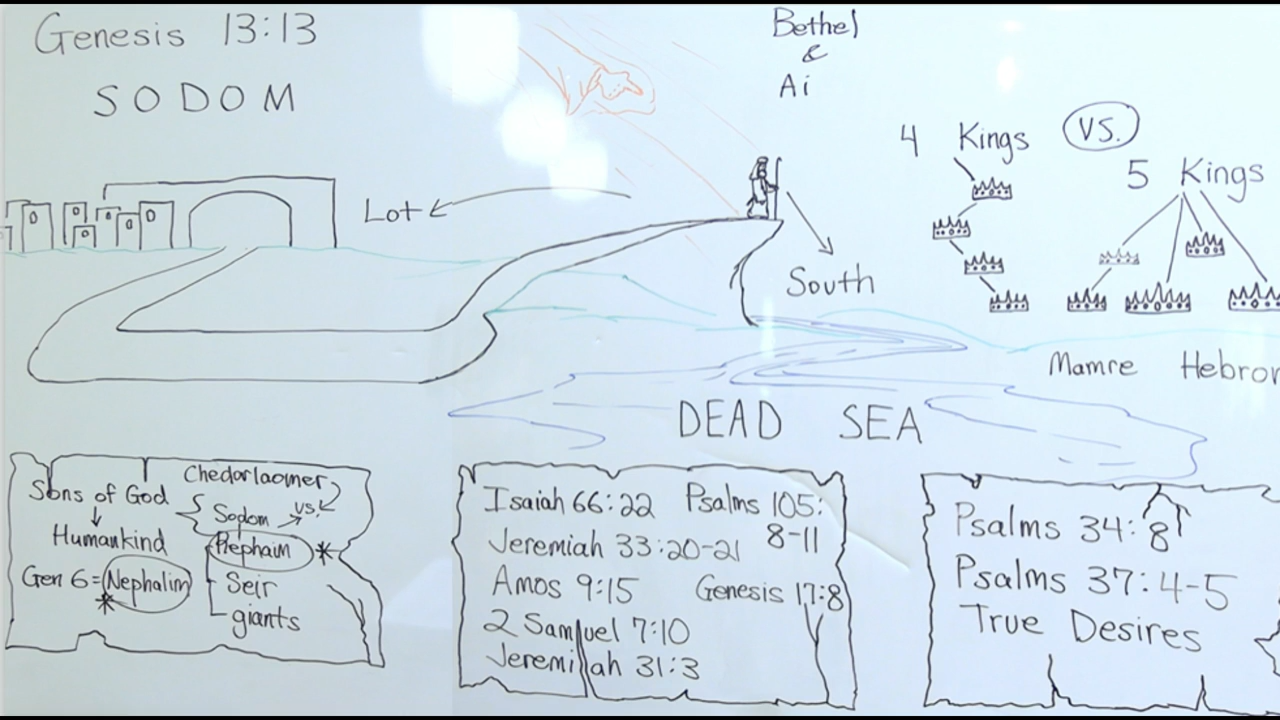 Genesis 13:13
SODOM
Bethel
&
Ai
Lot
South
4 Kings
VS.
5 Kings
Mamre Hebron
DEAD SEA
Sons of God
Humankind
Gen 6 = Nephalim
*
Chedorlaomer
Sodom
vs.
Rephaim *
Seir
giants
Isaiah 66:22
Jeremiah 33:20-21
Amos 9:15
2 Samuel 7:10
Jeremiah 31:3
Psalms 105:
8-11
Genesis 17:8
Psalms 34:8
Psalms 37:4-5
True Desires